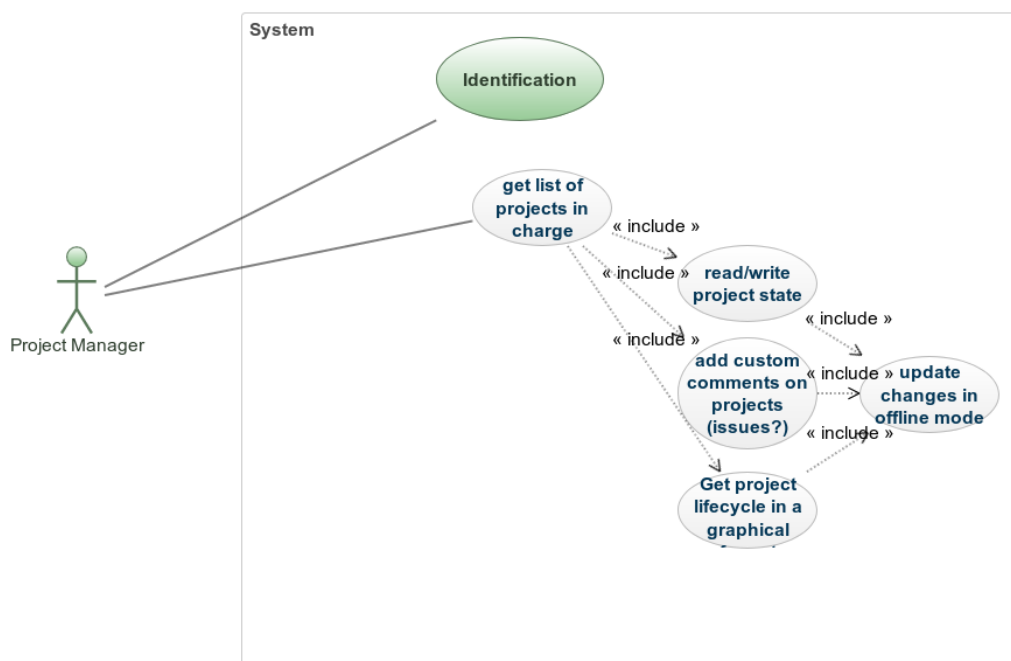 System
Identification
get list of
projects in
charge
« include »
« include »
read/write
project state
« include »
« include »
add custom
comments on
projects
(issues?)
« include »
update
changes in
offline mode
« include »
Get project
lifecycle in a
graphical
Project Manager